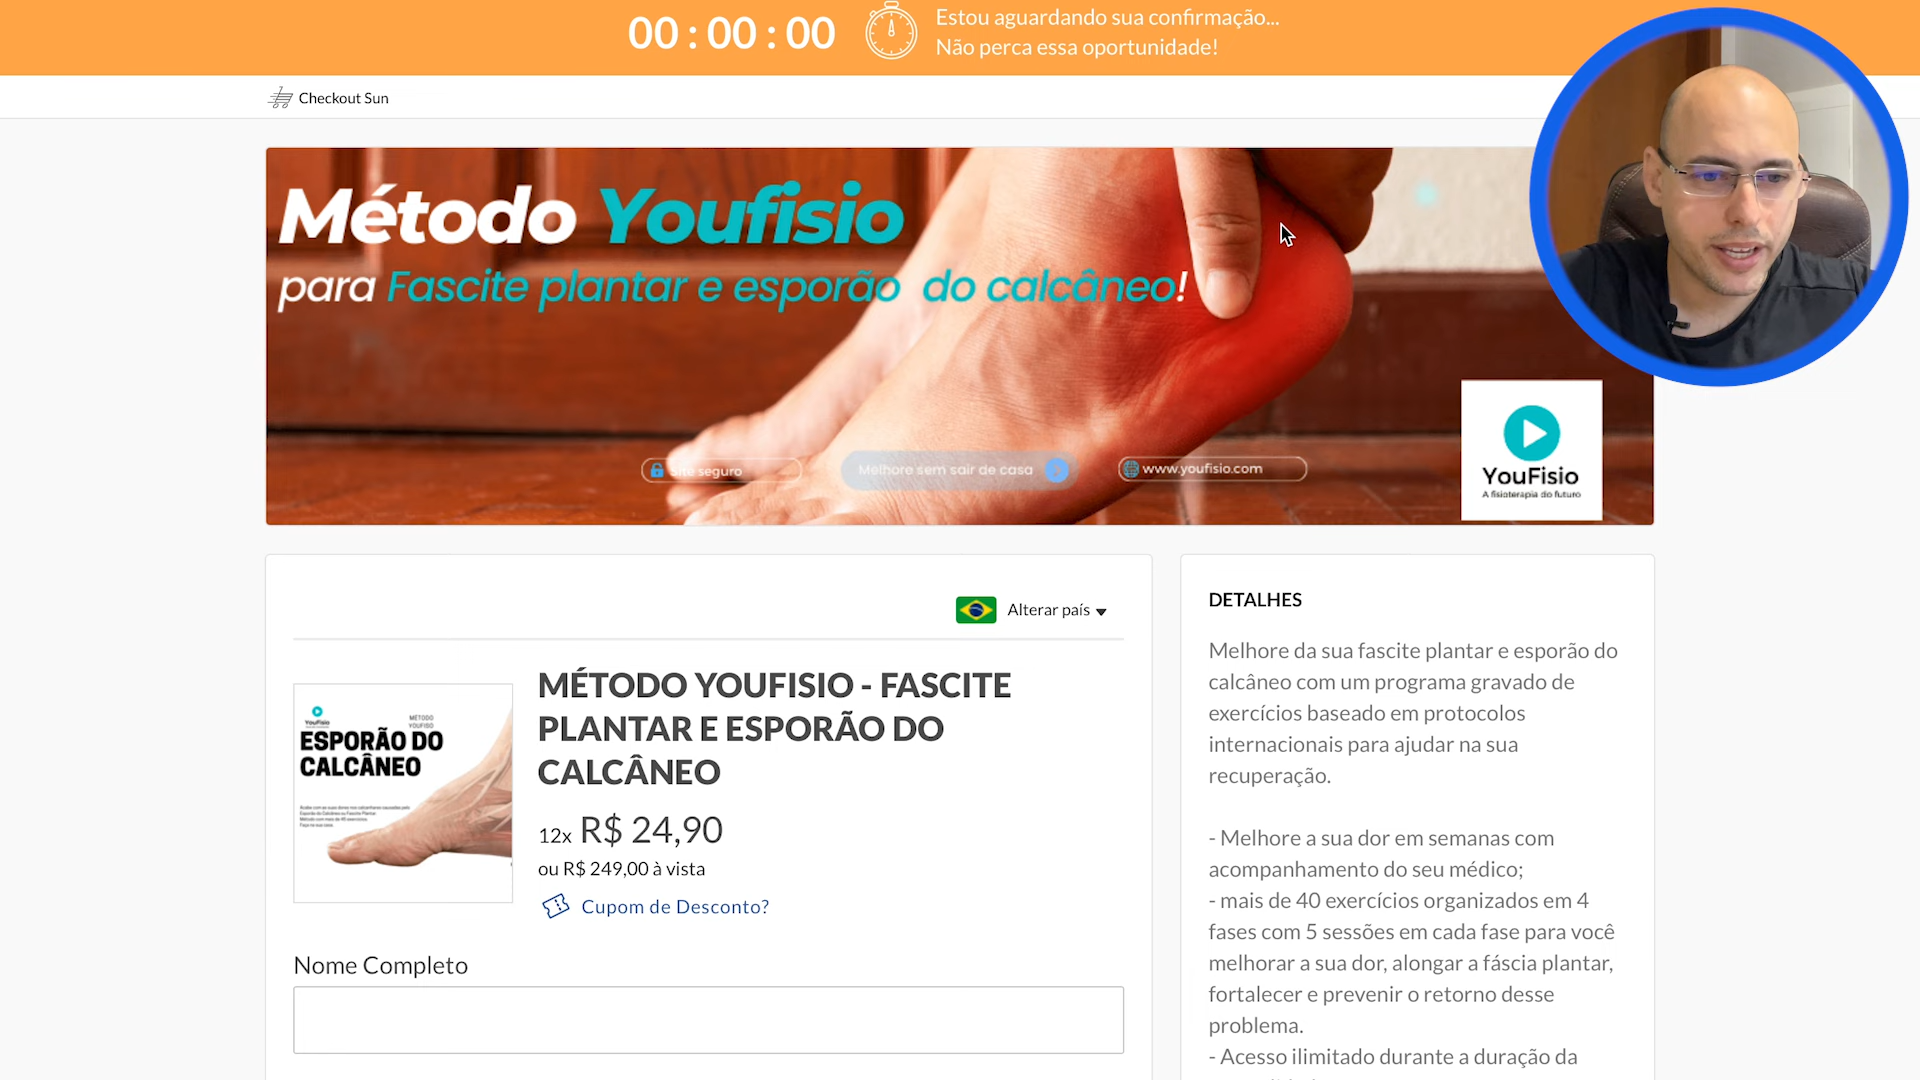 00 : 00 : 00
Estou aguardando sua confirmação...
Não perca essa oportunidade!
Checkout Sun
Método Youfisio
para Fascite plantar e esporão do calcâneo!
Site seguro
Melhore sem sair de casa
www.youfisio.com
YouFisio
A fisioterapia do futuro
Alterar país
YouFisio
MÉTODO
YOUFISIO
ESPORÃO DO
CALCÂNEO
MÉTODO YOUFISIO - FASCITE
PLANTAR E ESPORÃO DO
CALCÂNEO
12x R$ 24,90
ou R$ 249,00 à vista
Cupom de Desconto?
Nome Completo
DETALHES
Melhore da sua fascite plantar e esporão do
calcâneo com um programa gravado de
exercícios baseado em protocolos
internacionais para ajudar na sua
recuperação.
- Melhore a sua dor em semanas com
acompanhamento do seu médico;
- mais de 40 exercícios organizados em 4
fases com 5 sessões em cada fase para você
melhorar a sua dor, alongar a fáscia plantar,
fortalecer e prevenir o retorno desse
problema.
- Acesso ilimitado durante a duração da